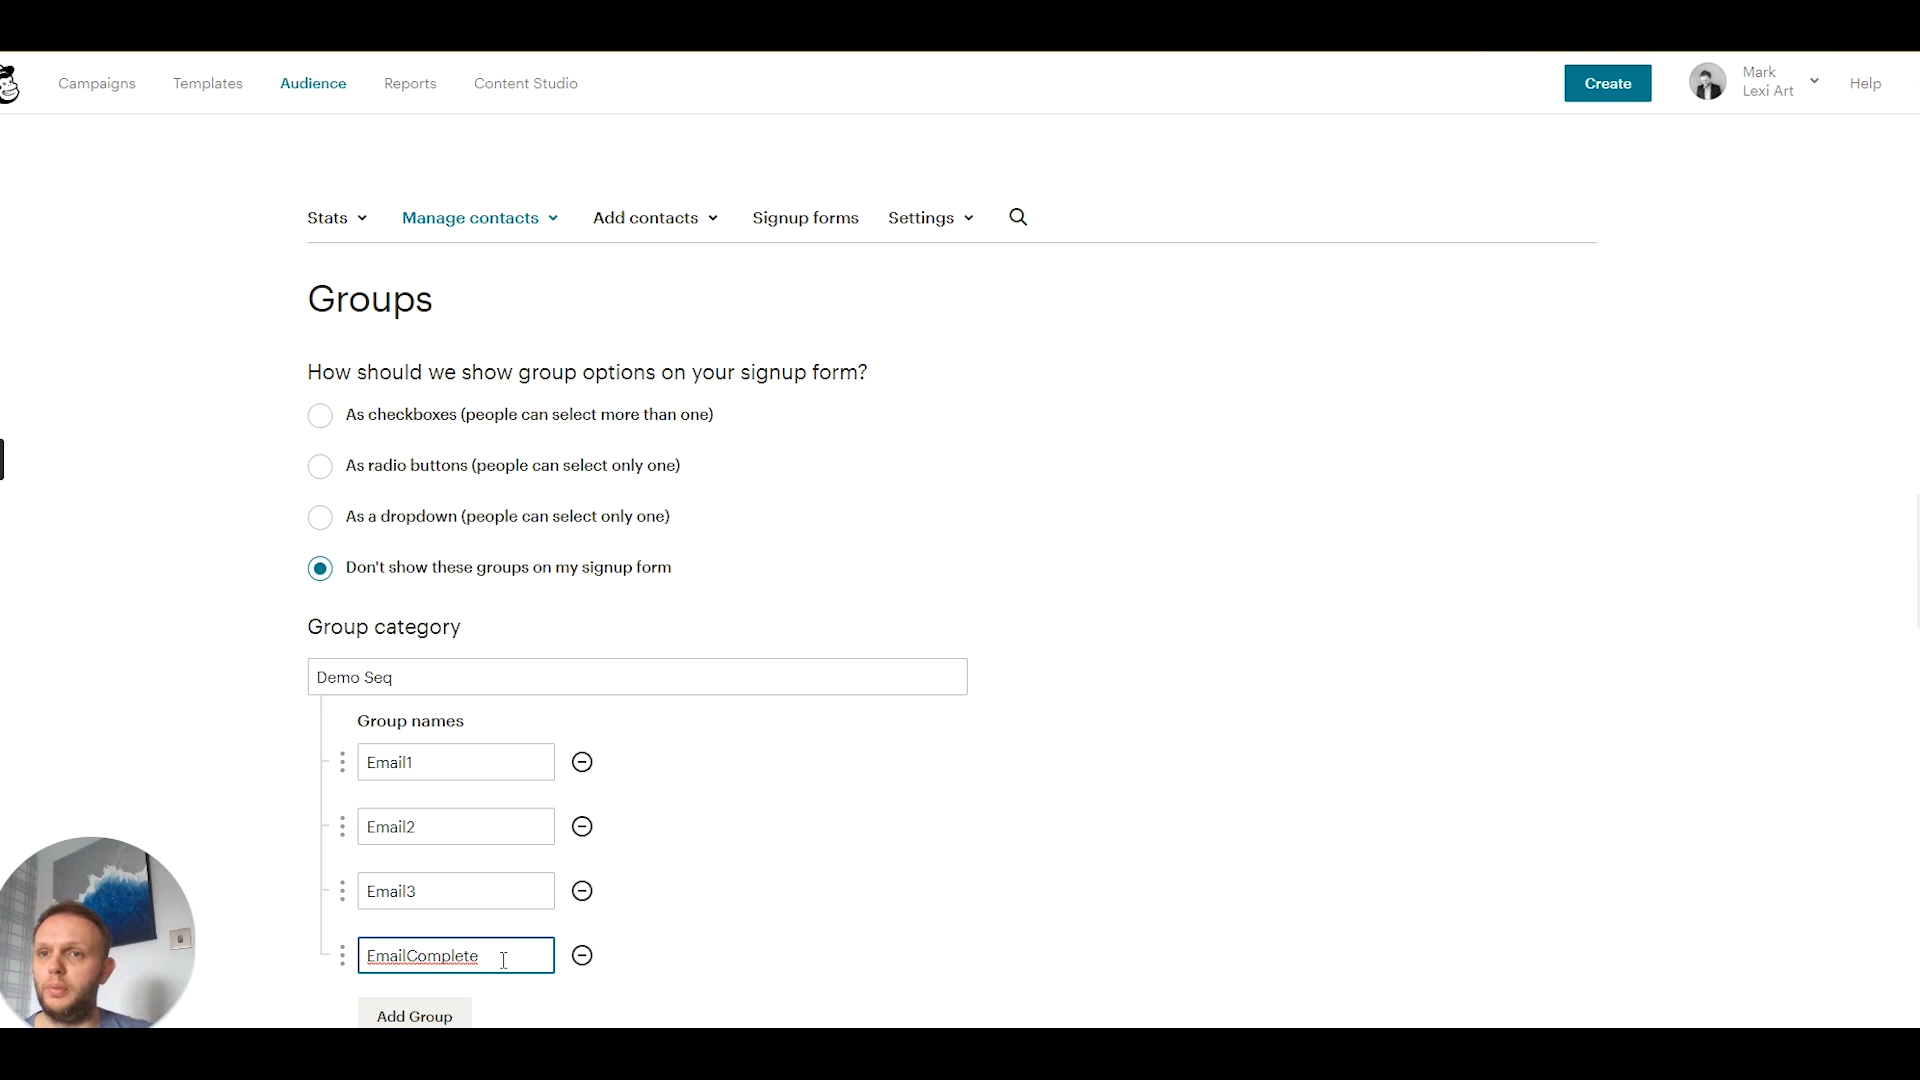 Campaigns Templates Audience Reports Content Studio Create Mark Help
Lexi Art
Stats Manage contacts Add contacts Signup forms Settings
Groups
How should we show group options on your signup form?
As checkboxes (people can select more than one)
As radio buttons (people can select only one)
As a dropdown (people can select only one)
Don't show these groups on my signup form
Group category
Demo Seq
Group names
Email1
Email2
Email3
EmailComplete
Add Group